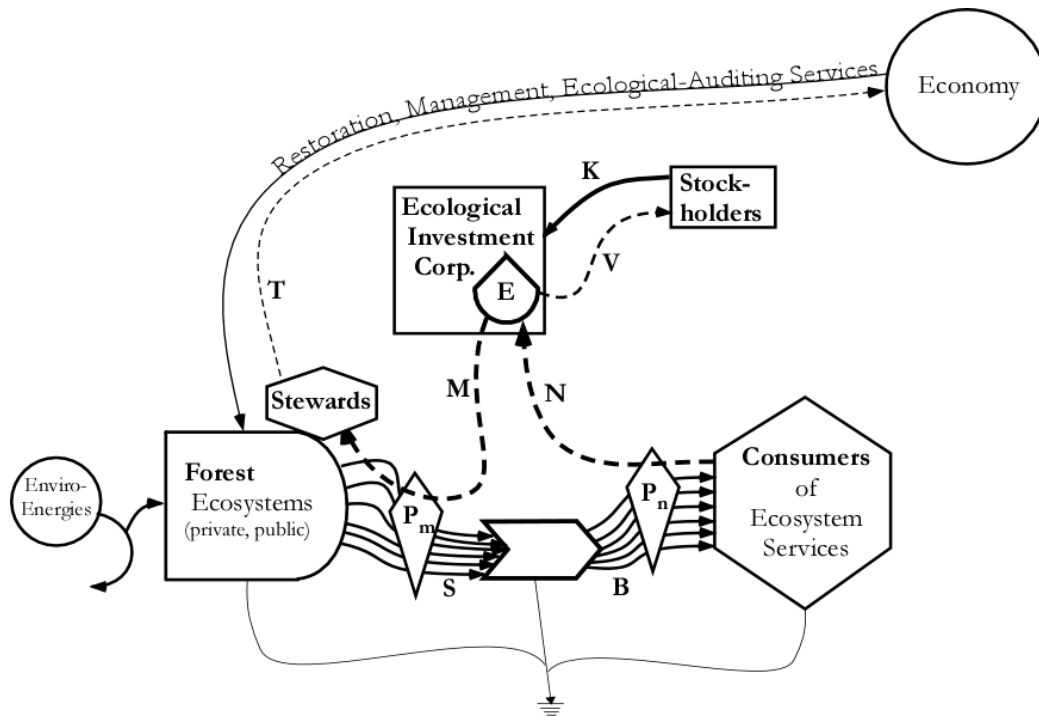 Restoration, Management, Ecological-Auditing Services
Economy
K
Stock-
holders
Ecological
Investment
Corp.
E
V
T
M
N
Stewards
Forest
Ecosystems
(private, public)
Enviro-
Energies
Pm
Pn
Consumers
of
Ecosystem
Services
S
B